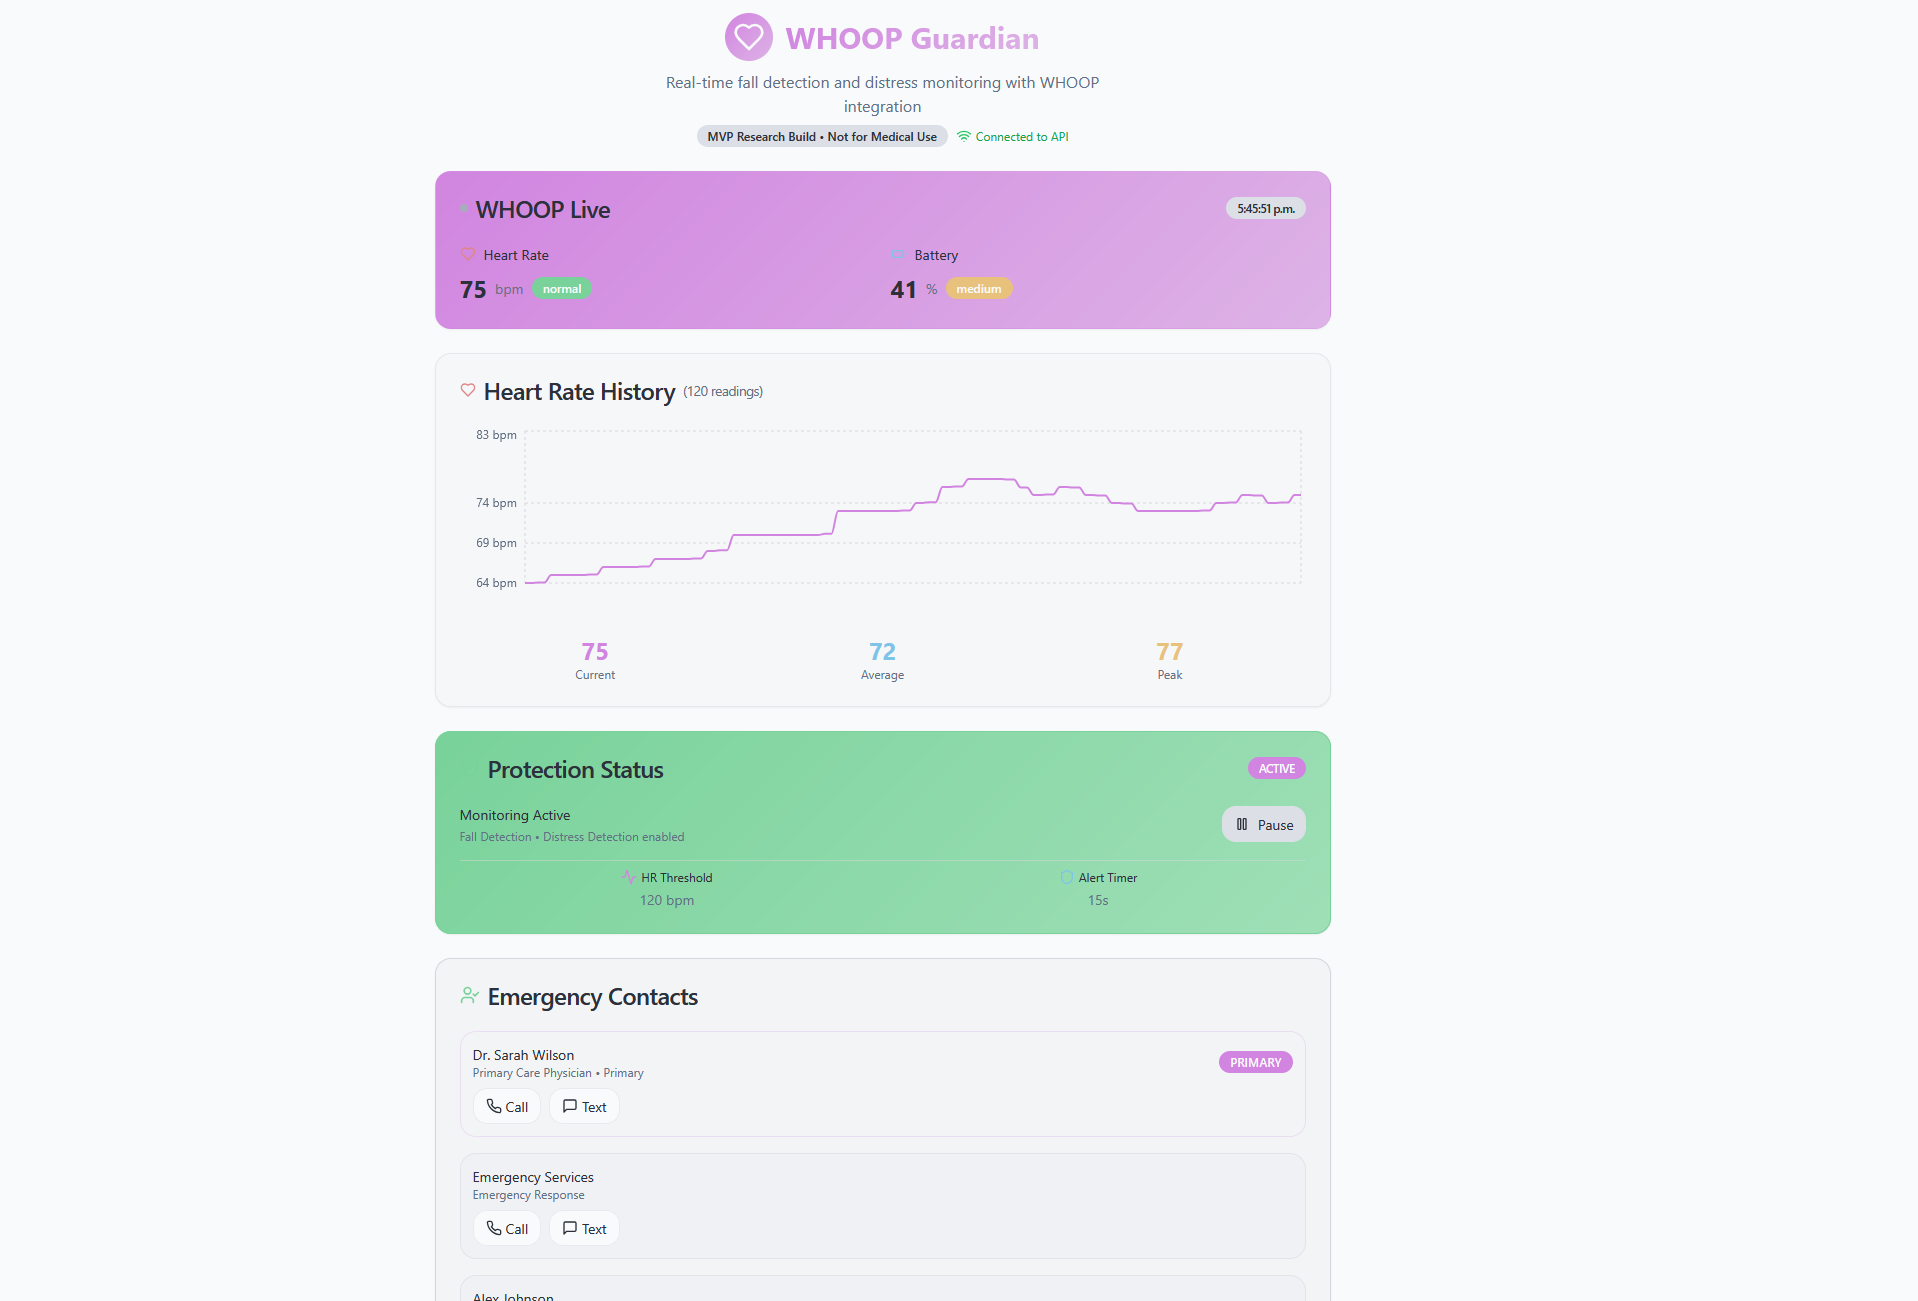 WHOOP Guardian
Real-time fall detection and distress monitoring with WHOOP
integration
MVP Research Build • Not for Medical Use
Connected to API
WHOOP Live
5:45:51 p.m.
Heart Rate
Battery
75 bpm normal
41 % medium
Heart Rate History (120 readings)
83 bpm
74 bpm
69 bpm
64 bpm
75
Current
72
Average
77
Peak
Protection Status
ACTIVE
Monitoring Active
Fall Detection • Distress Detection enabled
Pause
HR Threshold
120 bpm
Alert Timer
15s
Emergency Contacts
Dr. Sarah Wilson
Primary Care Physician • Primary
PRIMARY
Call
Text
Emergency Services
Emergency Response
Call
Text
Alex Johnson